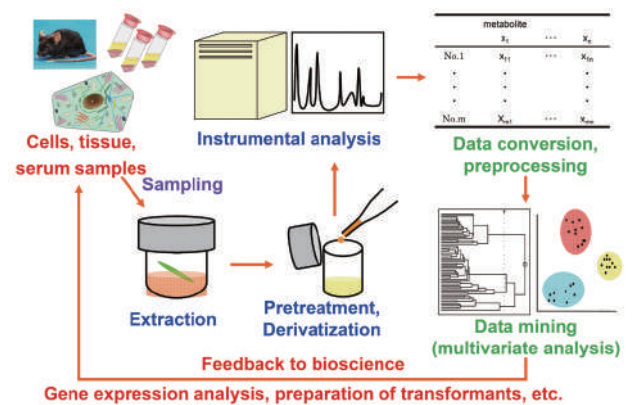 Cells, tissue,
serum samples
Sampling
Extraction
Pretreatment,
Derivatization
Instrumental analysis
metabolite
x1 ... xn
No.1 x11 ... x1n
No.m Xm1 ... xmn
Data conversion,
preprocessing
Data mining
(multivariate analysis)
Feedback to bioscience
Gene expression analysis, preparation of transformants, etc.